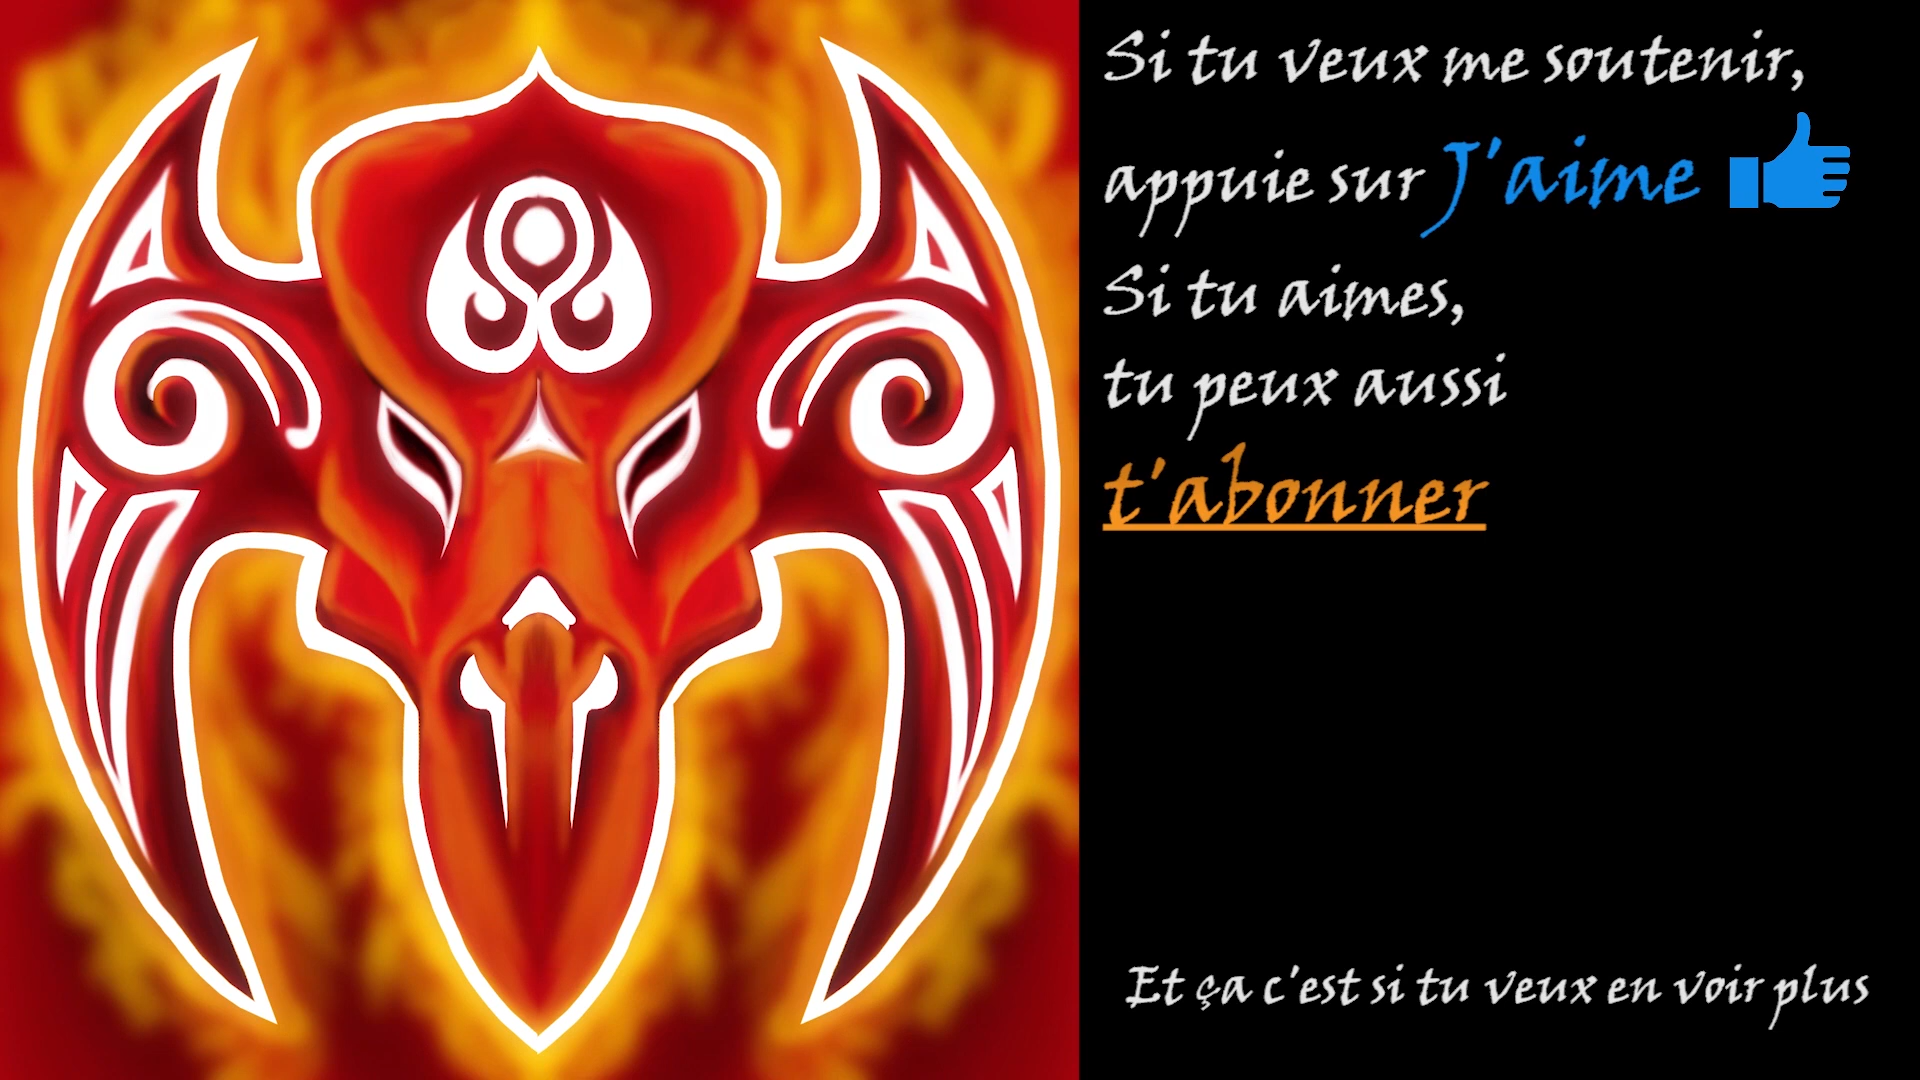 Si tu veux me soutenir,
appuie sur J'aime
Si tu aimes,
tu peux aussi
t'abonner
Et ça c'est si tu veux en voir plus